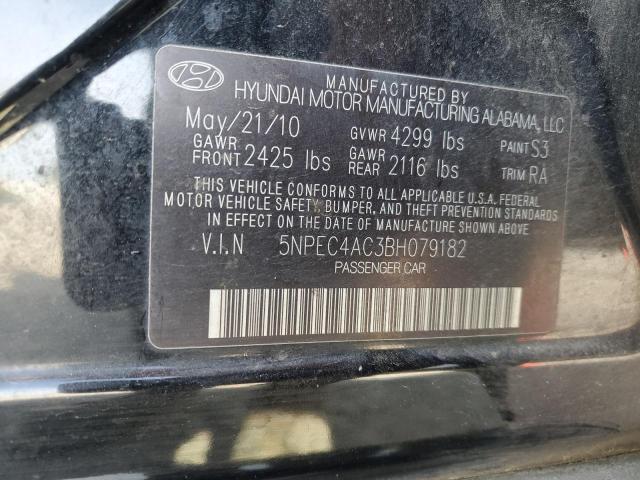 MANUFACTURED BY
HYUNDAI MOTOR MANUFACTURING ALABAMA, LLC
May/21/10 GVWR 4299 lbs PAINT S3
GAWR FRONT 2425 lbs GAWR REAR 2116 lbs TRIM RA
THIS VEHICLE CONFORMS TO ALL APPLICABLE U.S.A. FEDERAL
MOTOR VEHICLE SAFETY, BUMPER, AND THEFT PREVENTION STANDARDS
IN EFFECT ON THE DATE OF MANUFACTURE SHOWN ABOVE.
V.I.N 5NPEC4AC3BH079182
PASSENGER CAR